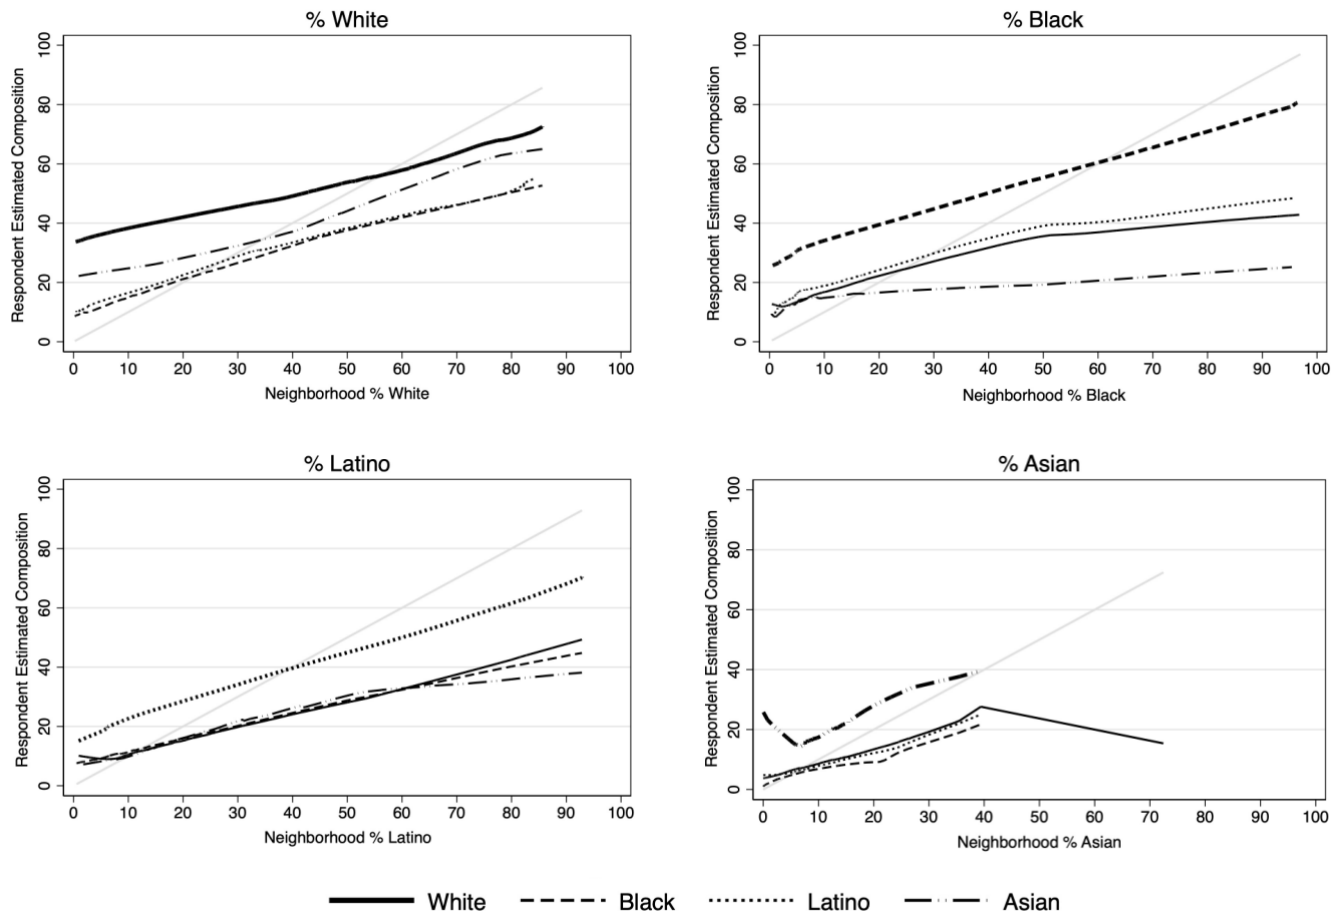 % White
Respondent Estimated Composition
100
80
60
40
20
0
0 10 20 30 40 50 60 70 80 90 100
Neighborhood % White
% Black
Respondent Estimated Composition
100
80
60
40
20
0
0 10 20 30 40 50 60 70 80 90 100
Neighborhood % Black
% Latino
Respondent Estimated Composition
100
80
60
40
20
0
0 10 20 30 40 50 60 70 80 90 100
Neighborhood % Latino
% Asian
Respondent Estimated Composition
100
80
60
40
20
0
0 10 20 30 40 50 60 70 80 90 100
Neighborhood % Asian
White Black Latino Asian